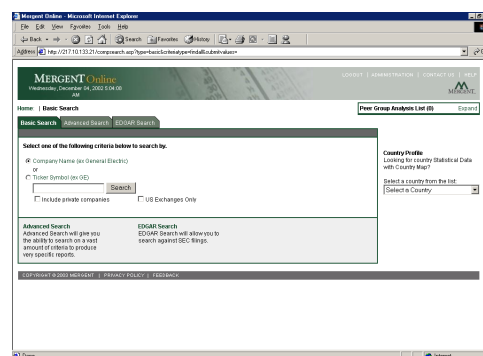 Mergent Online - Microsoft Internet Explorer
File Edit View Favorites Tools Help
Back Search Favorites History
Address http://217.10.133.21/compsearch.asp?type=basic&criteriatype=findall&submitvalues=
MERGENT Online
Wednesday, December 04, 2002 5:04:08
AM
LOGOUT | ADMINISTRATION | CONTACT US | HELP
MERGENT
Home | Basic Search
Peer Group Analysis List (0) Expand
Basic Search Advanced Search EDGAR Search
Select one of the following criteria below to search by.
Company Name (ex General Electric)
or
Ticker Symbol (ex GE)
Search
Include private companies US Exchanges Only
Country Profile
Looking for country Statistical Data
with Country Map?
Select a country from the list:
Select a Country
Advanced Search
Advanced Search will give you
the ability to search on a vast
amount of criteria to produce
very specific reports.
EDGAR Search
EDGAR Search will allow you to
search against SEC filings.
COPYRIGHT © 2003 MERGENT | PRIVACY POLICY | FEEDBACK
Done
Internet